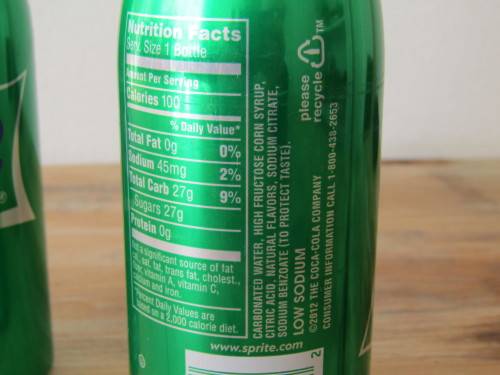 Nutrition Facts
Serv. Size 1 Bottle
Amount Per Serving
Calories 100
% Daily Value*
Total Fat 0g 0%
Sodium 45mg 2%
Total Carb 27g 9%
Sugars 27g
Protein 0g
Not a significant source of fat
cal., sat. fat, trans fat, cholest.,
fiber, vitamin A, vitamin C,
calcium and iron.
*Percent Daily Values are
based on a 2,000 calorie diet.
CARBONATED WATER, HIGH FRUCTOSE CORN SYRUP,
CITRIC ACID, NATURAL FLAVORS, SODIUM CITRATE,
SODIUM BENZOATE (TO PROTECT TASTE).
LOW SODIUM
©2012 THE COCA-COLA COMPANY
CONSUMER INFORMATION CALL 1-800-438-2653
please
recycle
TM
www.sprite.com
2
®